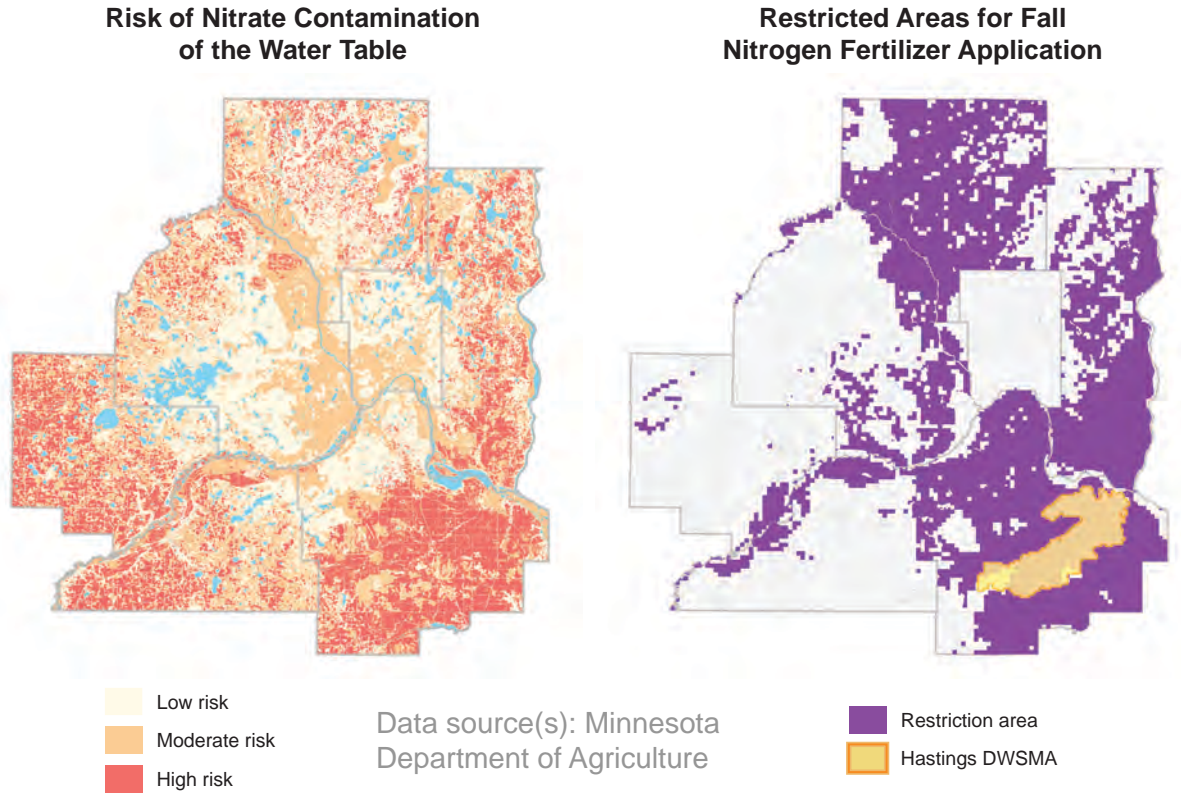 Risk of Nitrate Contamination
of the Water Table
Restricted Areas for Fall
Nitrogen Fertilizer Application
Low risk
Moderate risk
High risk
Data source(s): Minnesota
Department of Agriculture
Restriction area
Hastings DWSMA